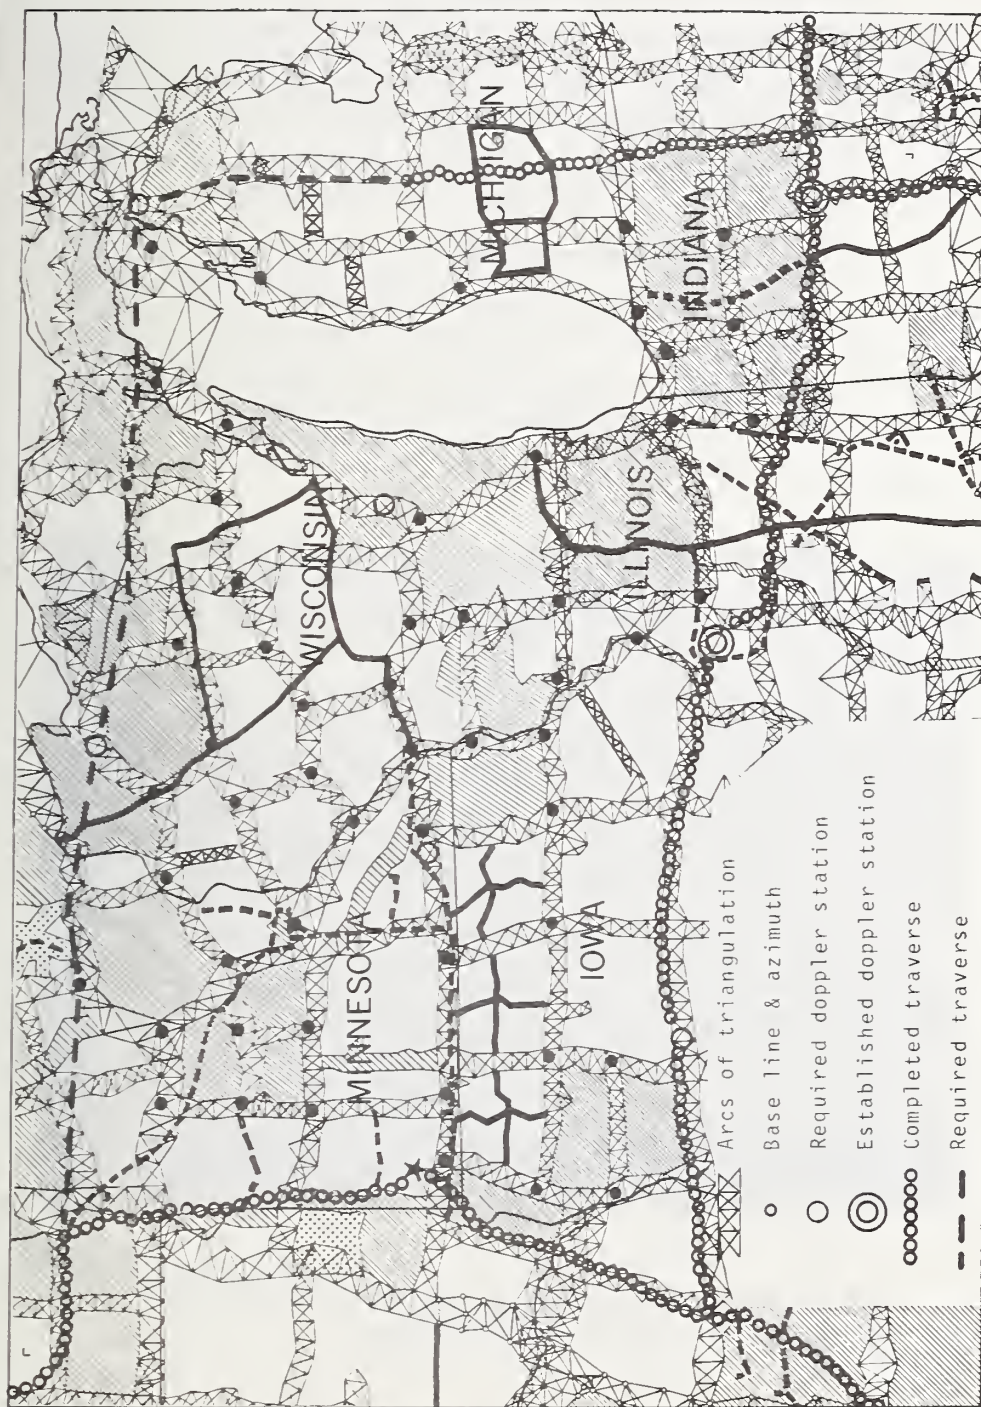 MINNESOTA
WISCONSIN
MICHIGAN
IOWA
ILLINOIS
INDIANA
Arcs of triangulation
Base line & azimuth
Required doppler station
Established doppler station
Completed traverse
Required traverse